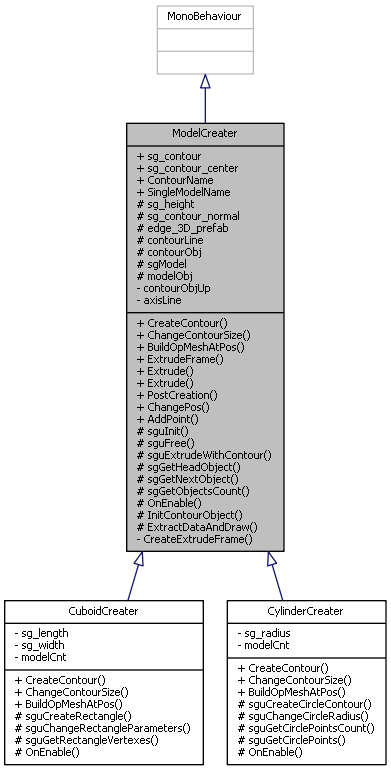 MonoBehaviour
ModelCreater
+ sg_contour
+ sg_contour_center
+ ContourName
+ SingleModelName
# sg_height
# sg_contour_normal
# edge_3D_prefab
# contourLine
# contourObj
# sgModel
# modelObj
- contourObjUp
- axisLine
+ CreateContour()
+ ChangeContourSize()
+ BuildOpMeshAtPos()
+ ExtrudeFrame()
+ Extrude()
+ Extrude()
+ PostCreation()
+ ChangePos()
+ AddPoint()
# sguInit()
# sguFree()
# sguExtrudeWithContour()
# sgGetHeadObject()
# sgGetNextObject()
# sgGetObjectsCount()
# OnEnable()
# InitContourObject()
# ExtractDataAndDraw()
- CreateExtrudeFrame()
CuboidCreater
- sg_length
- sg_width
- modelCnt
+ CreateContour()
+ ChangeContourSize()
+ BuildOpMeshAtPos()
# sguCreateRectangle()
# sguChangeRectangleParameters()
# sguGetRectangleVertexes()
# OnEnable()
CylinderCreater
- sg_radius
- modelCnt
+ CreateContour()
+ ChangeContourSize()
+ BuildOpMeshAtPos()
# sguCreateCircleContour()
# sguChangeCircleRadius()
# sguGetCirclePointsCount()
# sguGetCirclePoints()
# OnEnable()